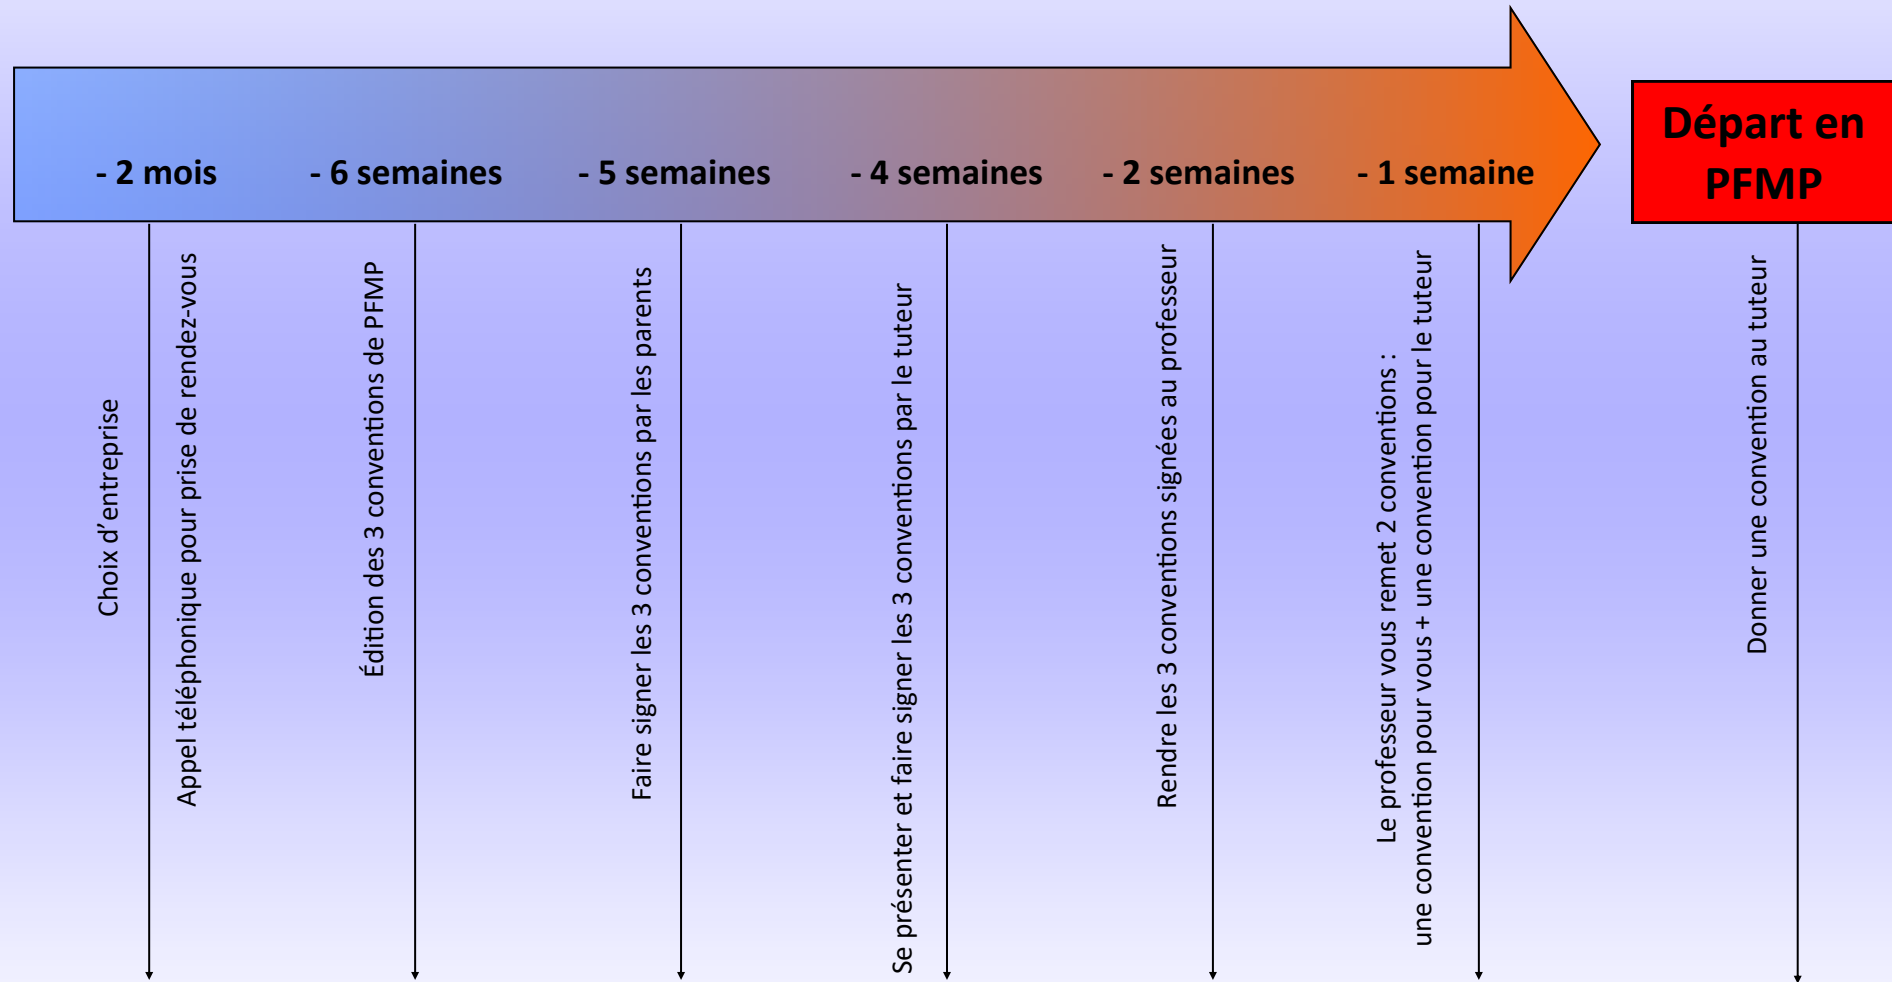 - 2 mois
- 6 semaines
- 5 semaines
- 4 semaines
- 2 semaines
- 1 semaine
Départ en
PFMP
Choix d’entreprise
Appel téléphonique pour prise de rendez-vous
Édition des 3 conventions de PFMP
Faire signer les 3 conventions par les parents
Se présenter et faire signer les 3 conventions par le tuteur
Rendre les 3 conventions signées au professeur
Le professeur vous remet 2 conventions :
une convention pour vous + une convention pour le tuteur
Donner une convention au tuteur